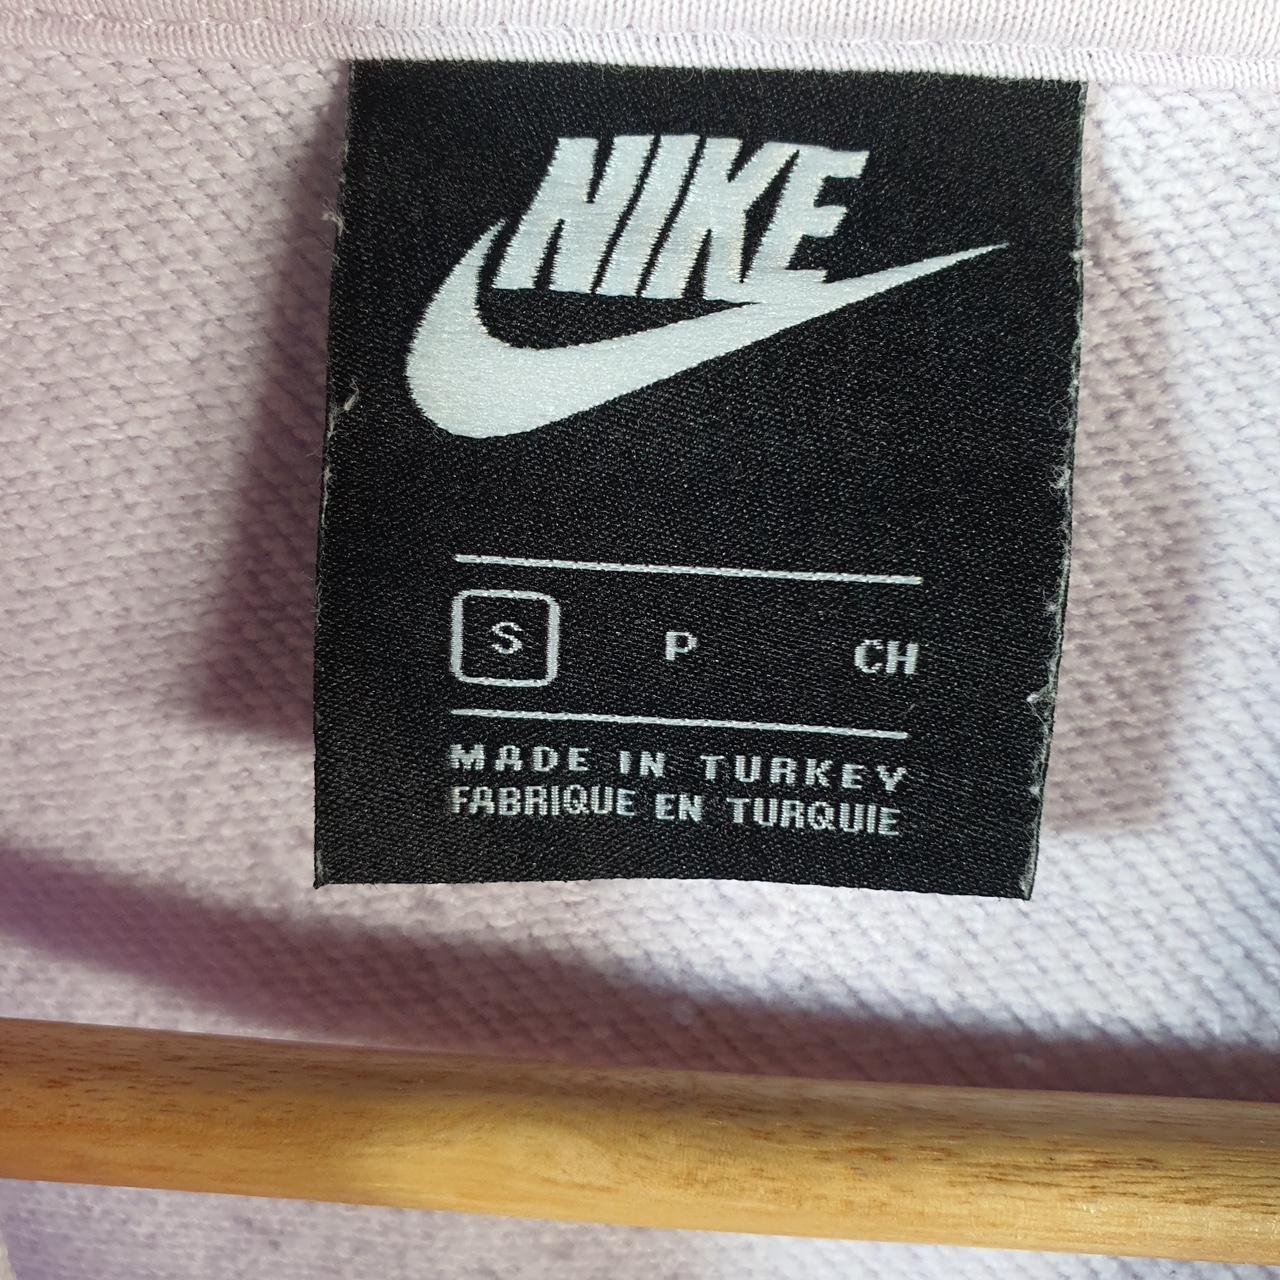 NIKE
S P CH
MADE IN TURKEY
FABRIQUE EN TURQUIE